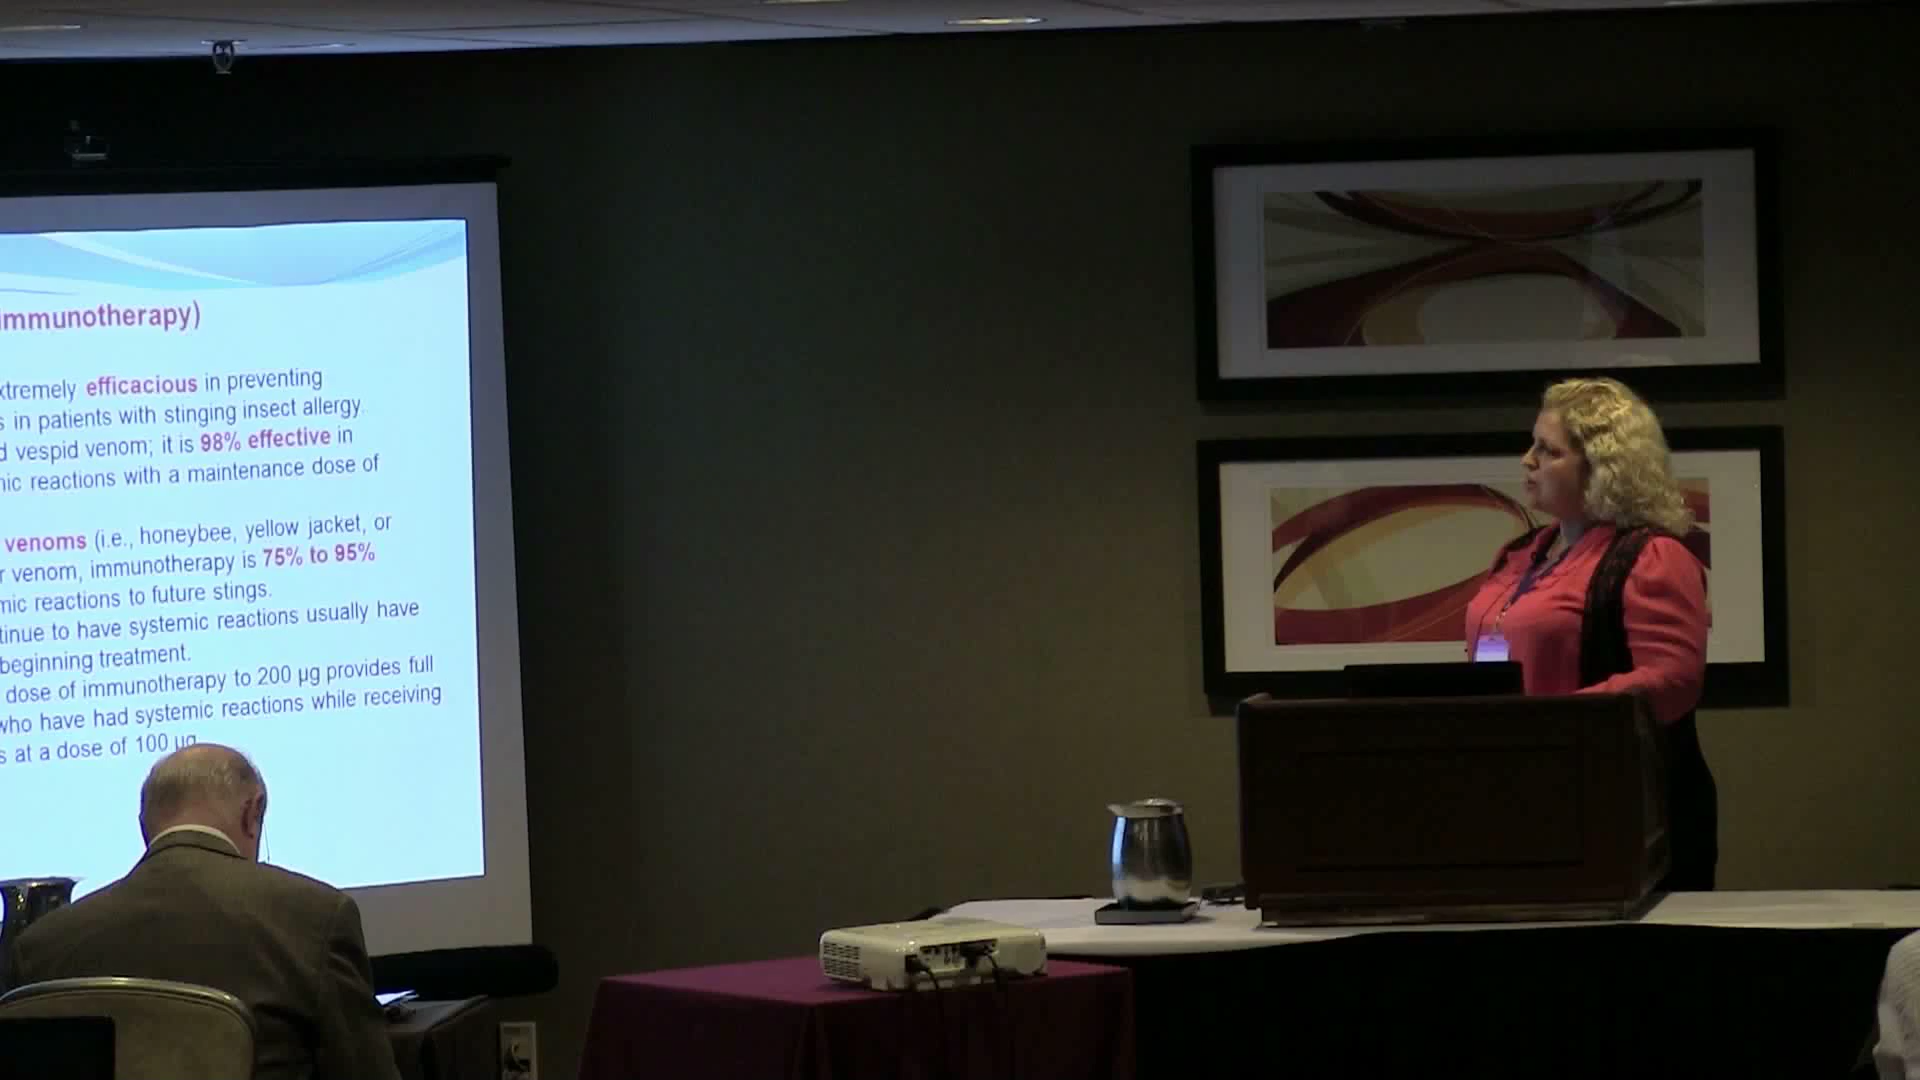 immunotherapy)
extremely efficacious in preventing
s in patients with stinging insect allergy.
d vespid venom; it is 98% effective in
nic reactions with a maintenance dose of
venoms (i.e., honeybee, yellow jacket, or
r venom, immunotherapy is 75% to 95%
mic reactions to future stings.
tinue to have systemic reactions usually have
beginning treatment.
dose of immunotherapy to 200 µg provides full
who have had systemic reactions while receiving
s at a dose of 100 µg